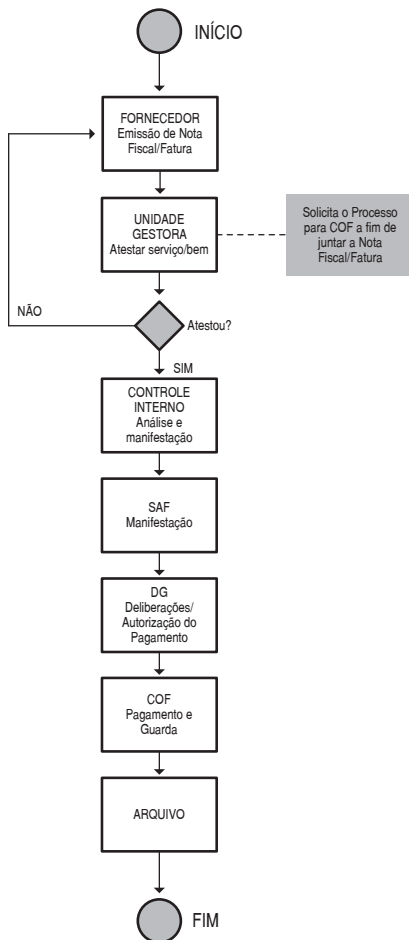 INÍCIO
FORNECEDOR
Emissão de Nota
Fiscal/Fatura
UNIDADE
GESTORA
Atestar serviço/bem
Solicita o Processo
para COF a fim de
juntar a Nota
Fiscal/Fatura
NÃO
Atestou?
SIM
CONTROLE
INTERNO
Análise e
manifestação
SAF
Manifestação
DG
Deliberações/
Autorização do
Pagamento
COF
Pagamento e
Guarda
ARQUIVO
FIM